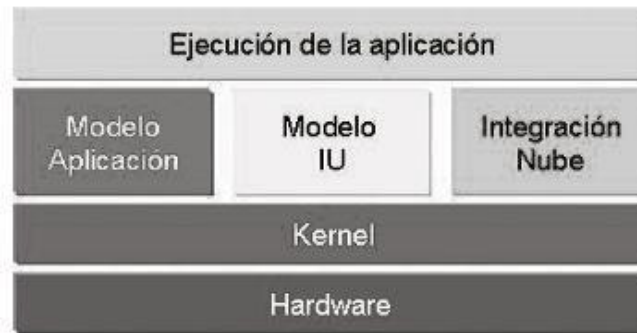 Ejecución de la aplicación
Modelo
Aplicación
Modelo
IU
Integración
Nube
Kernel
Hardware